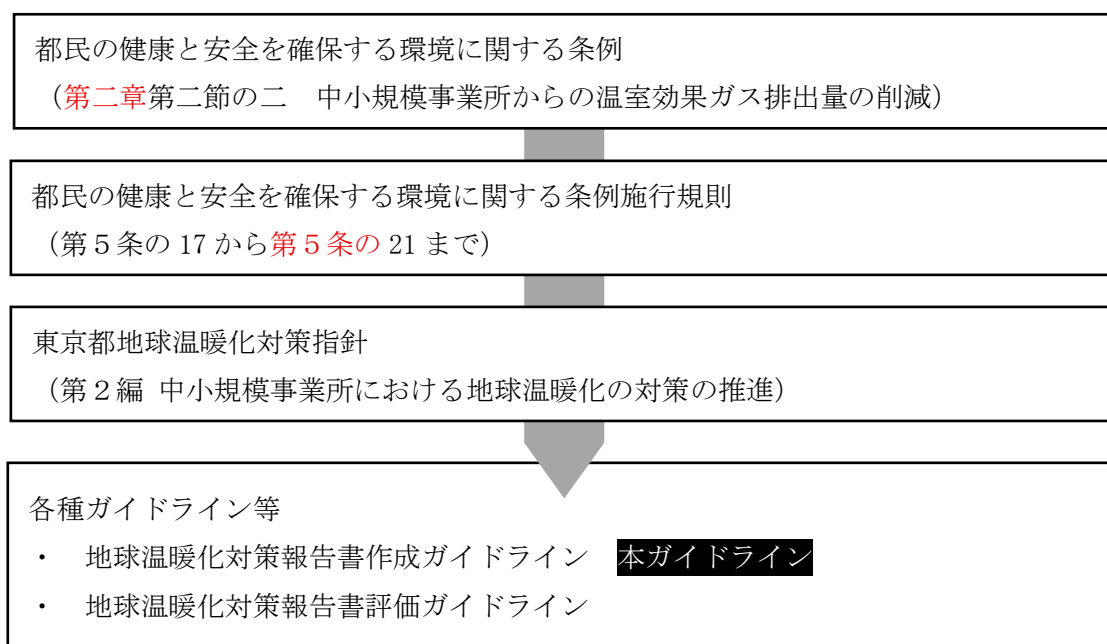 都民の健康と安全を確保する環境に関する条例
（第二章第二節の二　中小規模事業所からの温室効果ガス排出量の削減）
都民の健康と安全を確保する環境に関する条例施行規則
（第５条の 17 から第５条の 21 まで）
東京都地球温暖化対策指針
（第２編 中小規模事業所における地球温暖化の対策の推進）
各種ガイドライン等
・　地球温暖化対策報告書作成ガイドライン　本ガイドライン
・　地球温暖化対策報告書評価ガイドライン